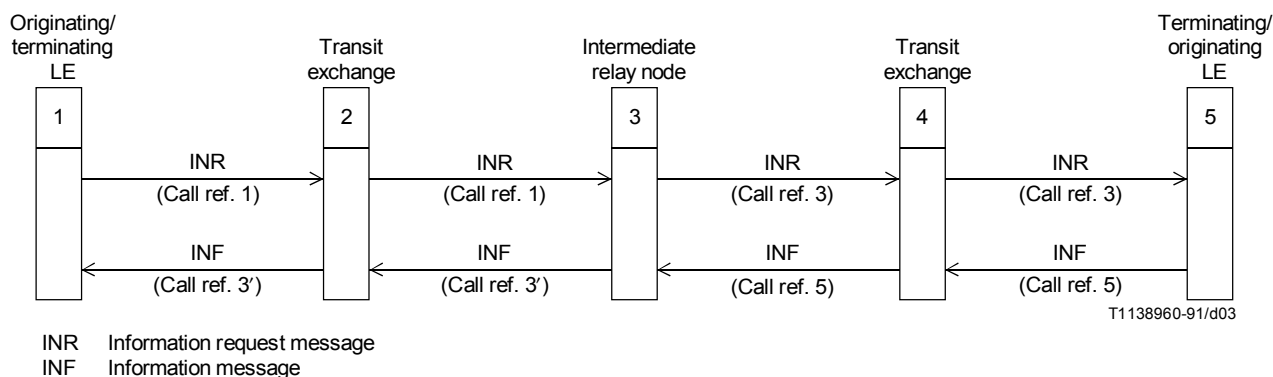 Originating/
terminating
LE
Transit
exchange
Intermediate
relay node
Transit
exchange
Terminating/
originating
LE
1
2
3
4
5
INR
(Call ref. 1)
INR
(Call ref. 1)
INR
(Call ref. 3)
INR
(Call ref. 3)
INF
(Call ref. 3′)
INF
(Call ref. 3′)
INF
(Call ref. 5)
INF
(Call ref. 5)
T1138960-91/d03
INR Information request message
INF Information message